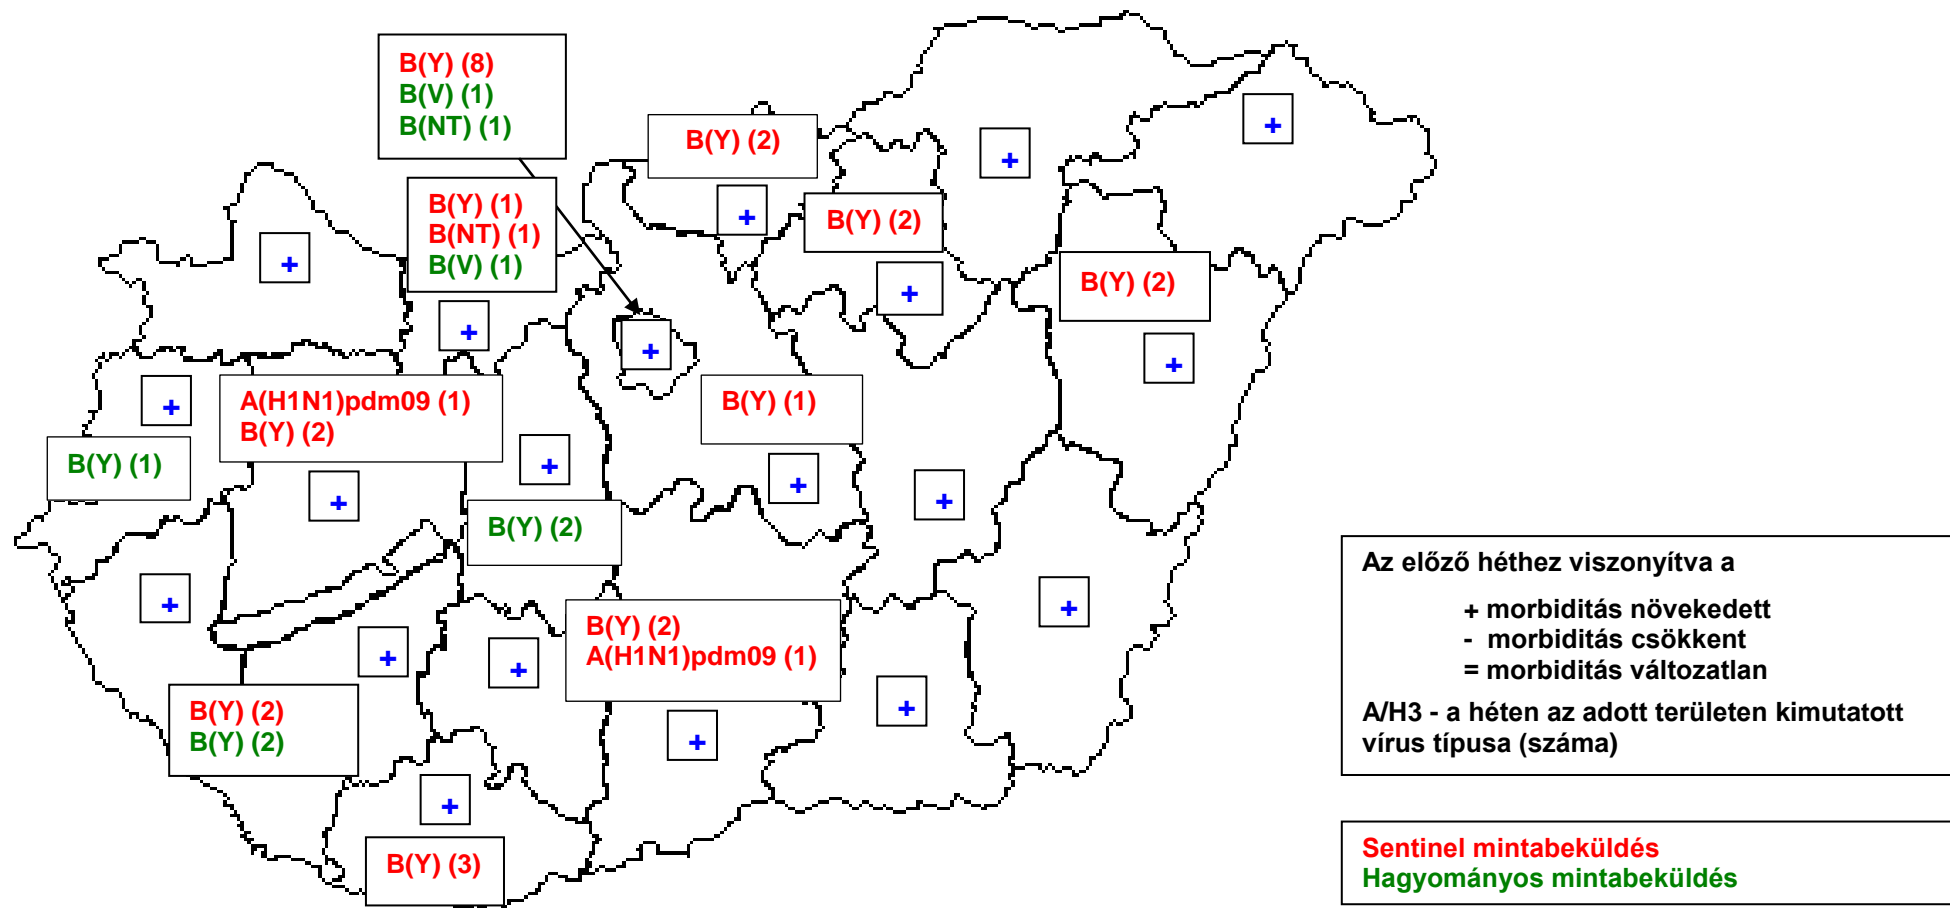 B(Y) (8)
B(V) (1)
B(NT) (1)
B(Y) (2)
+
+
B(Y) (1)
B(NT) (1)
B(V) (1)
+
B(Y) (2)
+
B(Y) (2)
+
+
+
+
+
A(H1N1)pdm09 (1)
B(Y) (2)
B(Y) (1)
+
B(Y) (1)
+
+
+
+
B(Y) (2)
+
+
B(Y) (2)
A(H1N1)pdm09 (1)
+
+
+
+
B(Y) (2)
B(Y) (2)
+
B(Y) (3)
Az előző héthez viszonyítva a
+ morbiditás növekedett
- morbiditás csökkent
= morbiditás változatlan
A/H3 - a héten az adott területen kimutatott
vírus típusa (száma)
Sentinel mintabeküldés
Hagyományos mintabeküldés